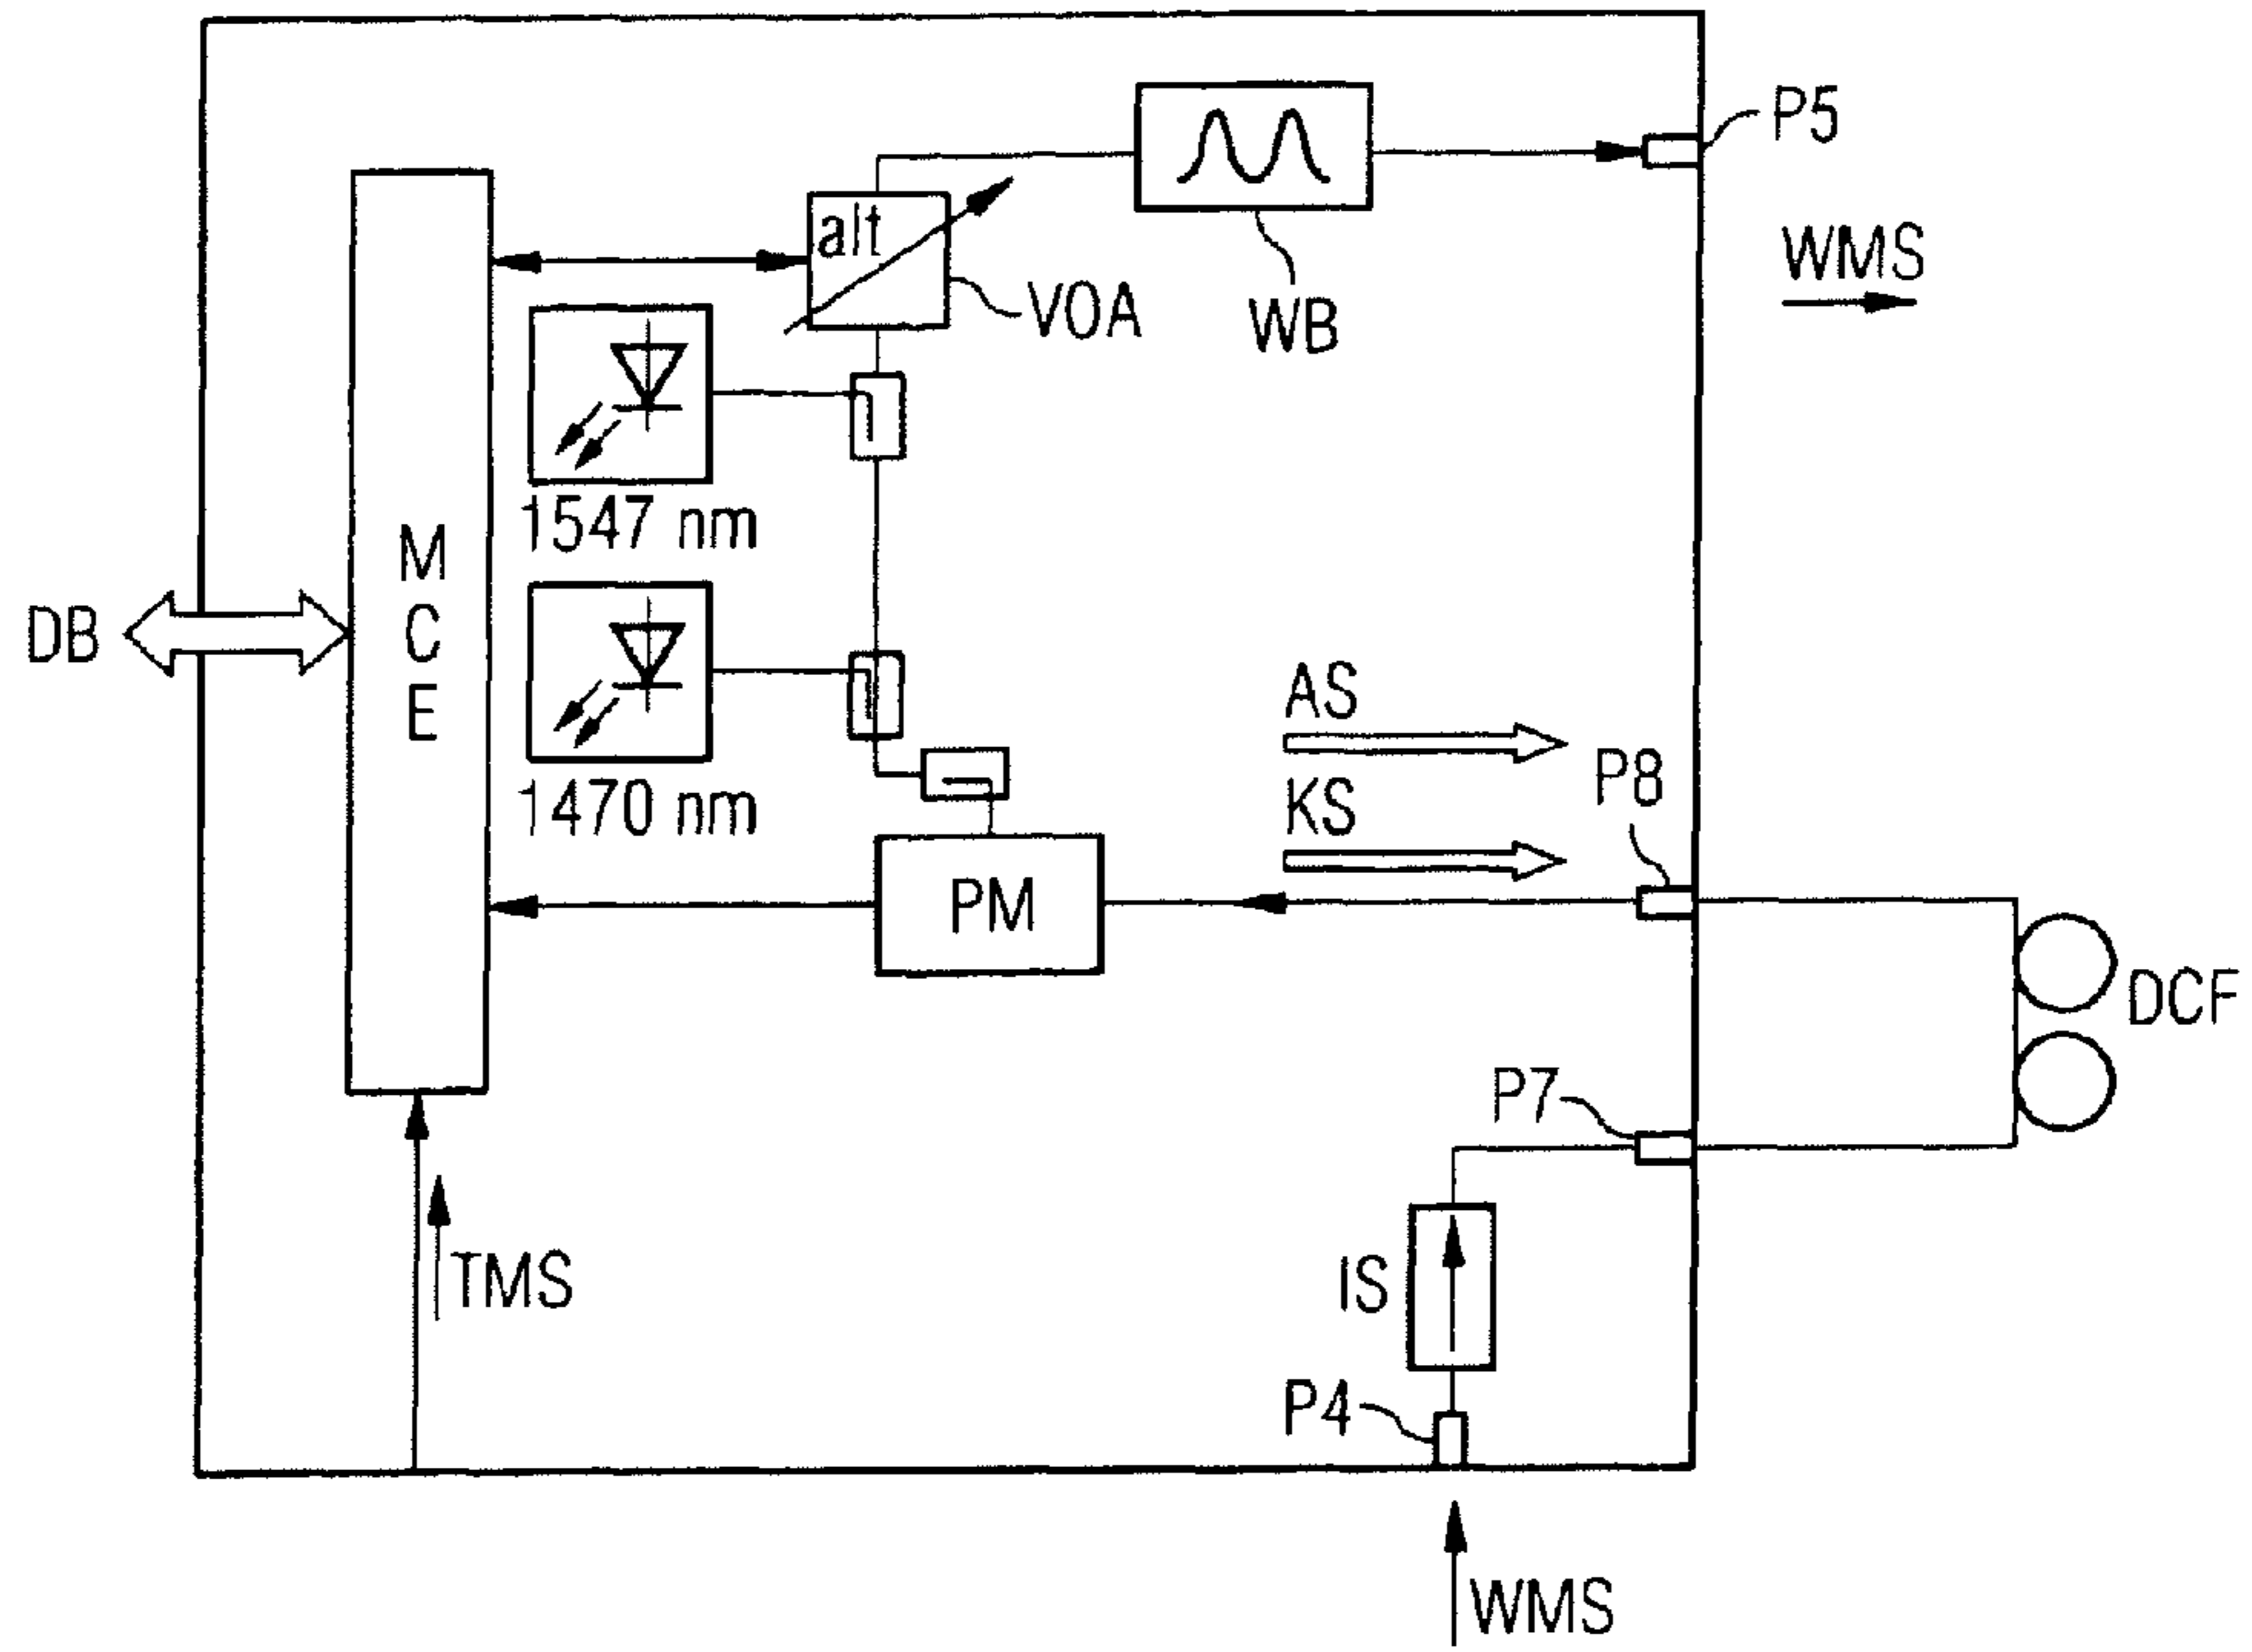 P5
WMS
alt
VOA
WB
1547 nm
M
C
E
DB
AS
1470 nm
KS
P8
PM
DCF
P7
TMS
IS
P4
WMS